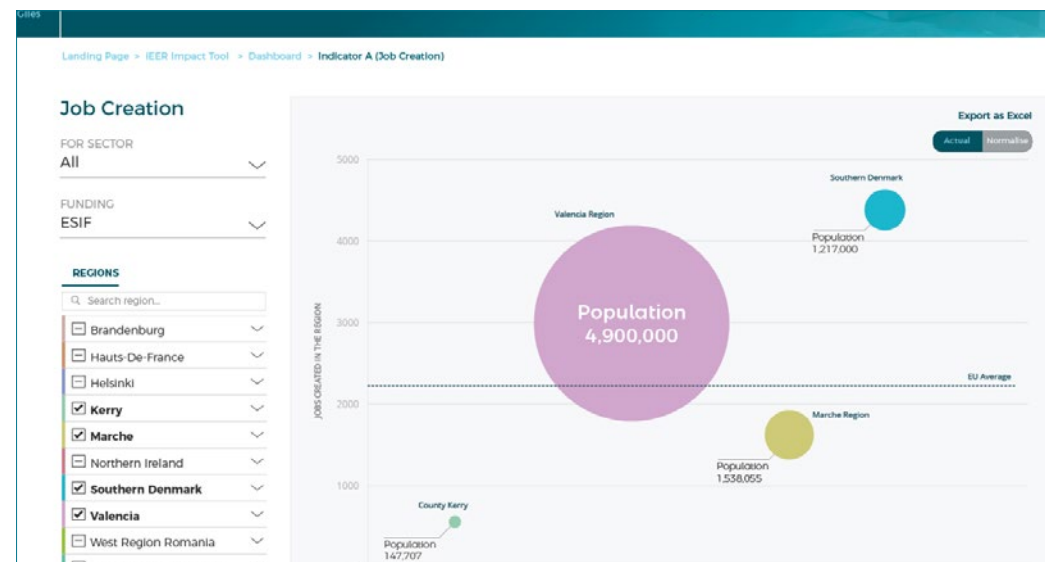 Gilles
Landing Page > IEER Impact Tool > Dashboard > Indicator A (Job Creation)
Job Creation
FOR SECTOR
All
FUNDING
ESIF
REGIONS
Search region...
Brandenburg
Hauts-De-France
Helsinki
Kerry
Marche
Northern Ireland
Southern Denmark
Valencia
West Region Romania
Export as Excel
Actual Normalise
JOBS CREATED IN THE REGION
5000
4000
3000
2000
1000
Southern Denmark
Population
1,217,000
Valencia Region
Population
4,900,000
EU Average
Marche Region
Population
1,538,055
County Kerry
Population
147,707